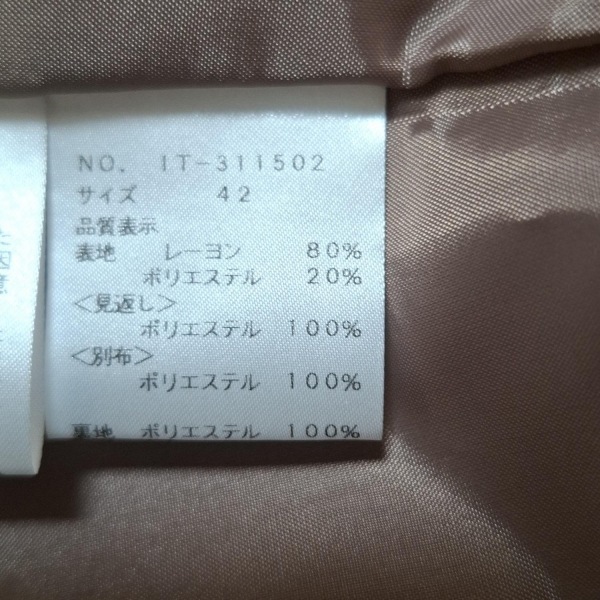 NO. IT-311502
サイズ 42
品質表示
表地 レーヨン 80%
ポリエステル 20%
<見返し>
ポリエステル 100%
<別布>
ポリエステル 100%
裏地 ポリエステル 100%